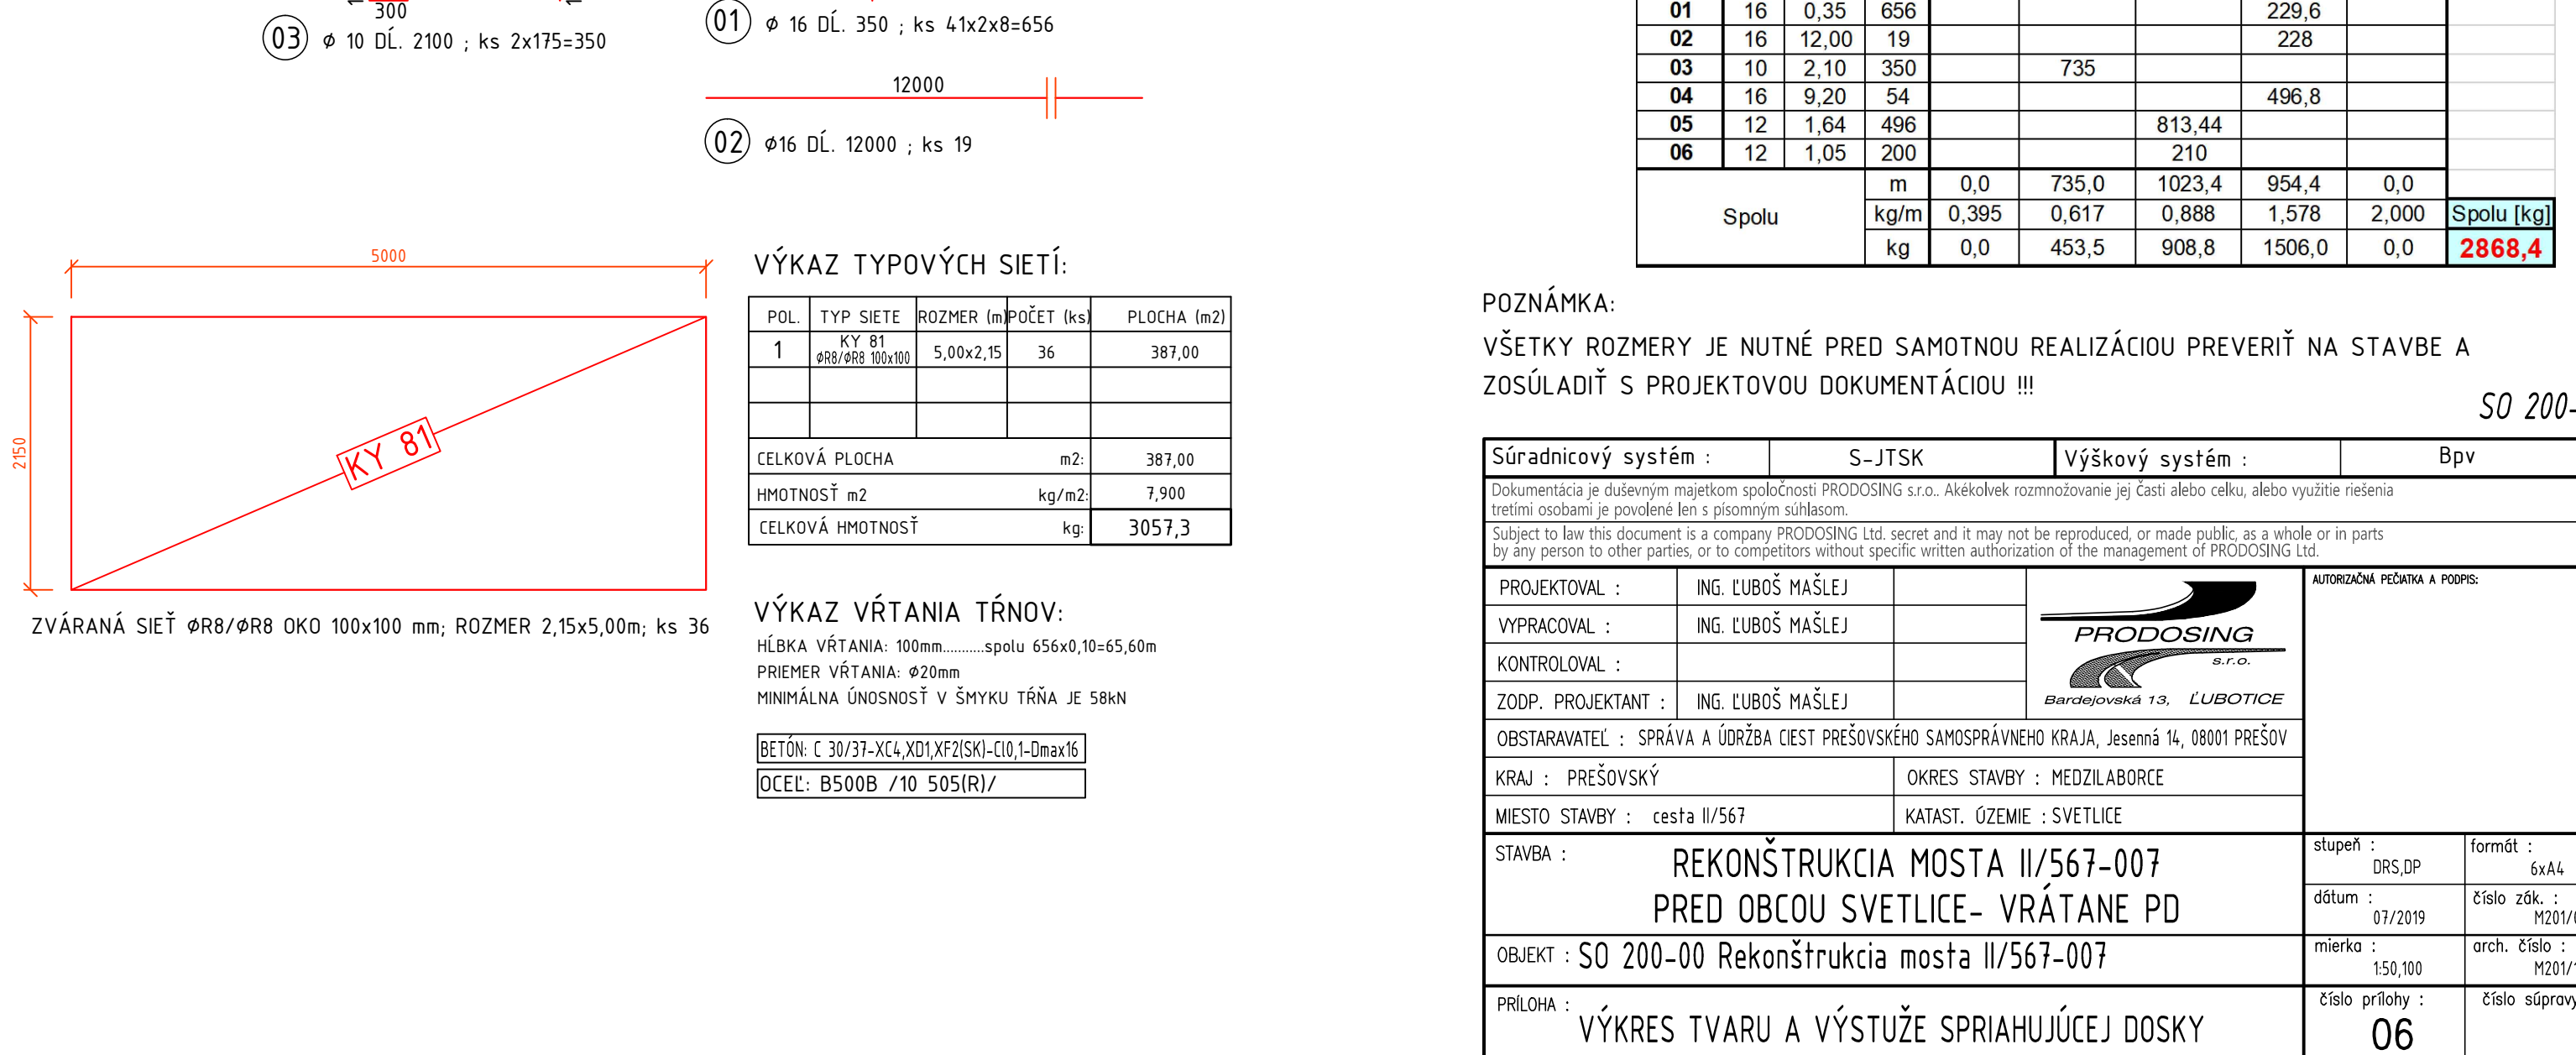 300
03 ϕ 10 DĹ. 2100 ; ks 2x175=350
01 ϕ 16 DĹ. 350 ; ks 41x2x8=656
12000
02 ϕ16 DĹ. 12000 ; ks 19
01 16 0,35 656 229,6
02 16 12,00 19 228
03 10 2,10 350 735
04 16 9,20 54 496,8
05 12 1,64 496 813,44
06 12 1,05 200 210
Spolu
m 0,0 735,0 1023,4 954,4 0,0
kg/m 0,395 0,617 0,888 1,578 2,000 Spolu [kg]
kg 0,0 453,5 908,8 1506,0 0,0 2868,4
5000
2150
KY 81
ZVÁRANÁ SIEŤ ϕR8/ϕR8 OKO 100x100 mm; ROZMER 2,15x5,00m; ks 36
VÝKAZ TYPOVÝCH SIETÍ:
POL. TYP SIETE ROZMER (m) POČET (ks) PLOCHA (m2)
1 KY 81 ϕR8/ϕR8 100x100 5,00x2,15 36 387,00
CELKOVÁ PLOCHA m2: 387,00
HMOTNOSŤ m2 kg/m2: 7,900
CELKOVÁ HMOTNOSŤ kg: 3057,3
VÝKAZ VŔTANIA TŔNOV:
HĹBKA VŔTANIA: 100mm...........spolu 656x0,10=65,60m
PRIEMER VŔTANIA: ϕ20mm
MINIMÁLNA ÚNOSNOSŤ V ŠMYKU TŔŇA JE 58kN
BETÓN: C 30/37-XC4,XD1,XF2(SK)-Cl0,1-Dmax16
OCEĽ: B500B /10 505(R)/
POZNÁMKA:
VŠETKY ROZMERY JE NUTNÉ PRED SAMOTNOU REALIZÁCIOU PREVERIŤ NA STAVBE A
ZOSÚLADIŤ S PROJEKTOVOU DOKUMENTÁCIOU !!!
SO 200-
Súradnicový systém : S-JTSK Výškový systém : Bpv
Dokumentácia je duševným majetkom spoločnosti PRODOSING s.r.o.. Akékolvek rozmnožovanie jej časti alebo celku, alebo využitie riešenia
tretími osobami je povolené len s písomným súhlasom.
Subject to law this document is a company PRODOSING Ltd. secret and it may not be reproduced, or made public, as a whole or in parts
by any person to other parties, or to competitors without specific written authorization of the management of PRODOSING Ltd.
PROJEKTOVAL : ING. ĽUBOŠ MAŠLEJ
VYPRACOVAL : ING. ĽUBOŠ MAŠLEJ
KONTROLOVAL :
ZODP. PROJEKTANT : ING. ĽUBOŠ MAŠLEJ
PRODOSING
s.r.o.
Bardejovská 13, ĽUBOTICE
AUTORIZAČNÁ PEČIATKA A PODPIS:
OBSTARAVATEĽ : SPRÁVA A ÚDRŽBA CIEST PREŠOVSKÉHO SAMOSPRÁVNEHO KRAJA, Jesenná 14, 08001 PREŠOV
KRAJ : PREŠOVSKÝ OKRES STAVBY : MEDZILABORCE
MIESTO STAVBY : cesta II/567 KATAST. ÚZEMIE : SVETLICE
STAVBA : REKONŠTRUKCIA MOSTA II/567-007
PRED OBCOU SVETLICE- VRÁTANE PD
stupeň : DRS,DP formát : 6xA4
dátum : 07/2019 číslo zák. : M201/
OBJEKT : SO 200-00 Rekonštrukcia mosta II/567-007
mierka : 1:50,100 arch. číslo : M201/
PRÍLOHA : VÝKRES TVARU A VÝSTUŽE SPRIAHUJÚCEJ DOSKY
číslo prílohy : 06 číslo súpravy